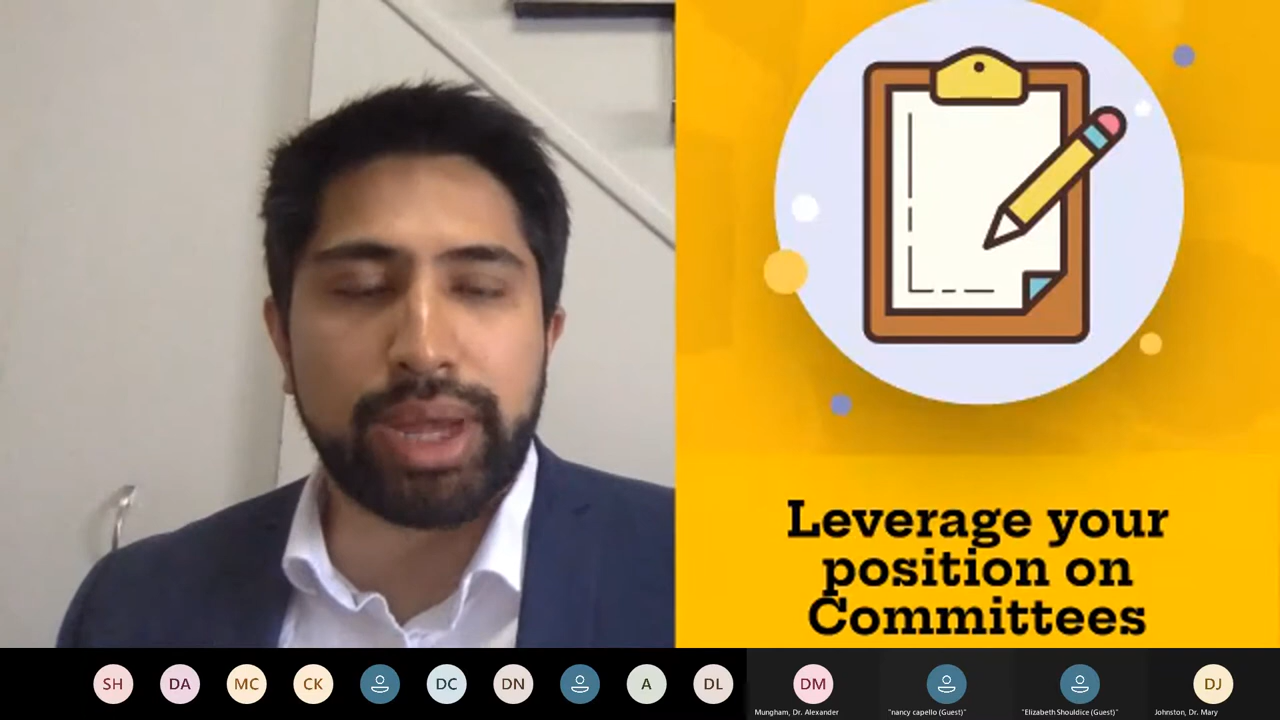 Leverage your
position on
Committees
SH
DA
MC
CK
DC
DN
A
DL
DM
DJ
Mungham, Dr. Alexander
"nancy capello (Guest)"
"Elizabeth Shouldice (Guest)"
Johnston, Dr. Mary